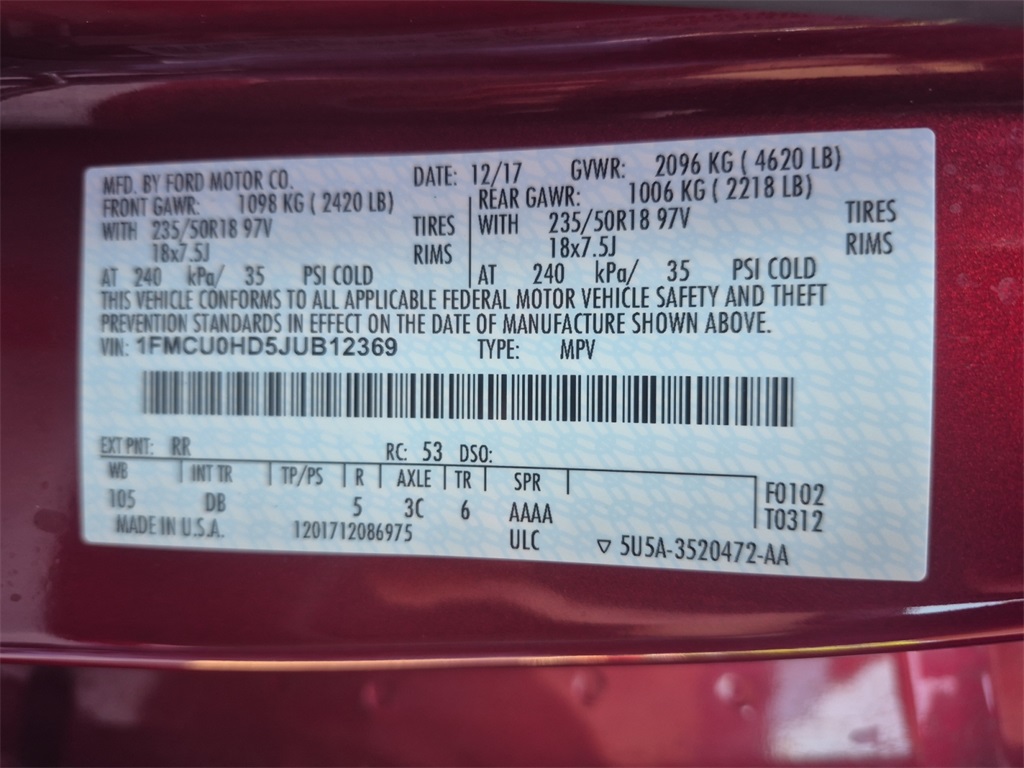 MFD. BY FORD MOTOR CO. DATE: 12/17 GVWR: 2096 KG ( 4620 LB)
FRONT GAWR: 1098 KG ( 2420 LB) REAR GAWR: 1006 KG ( 2218 LB)
WITH 235/50R18 97V TIRES WITH 235/50R18 97V TIRES
18x7.5J RIMS 18x7.5J RIMS
AT 240 kPa/ 35 PSI COLD AT 240 kPa/ 35 PSI COLD
THIS VEHICLE CONFORMS TO ALL APPLICABLE FEDERAL MOTOR VEHICLE SAFETY AND THEFT
PREVENTION STANDARDS IN EFFECT ON THE DATE OF MANUFACTURE SHOWN ABOVE.
VIN: 1FMCU0HD5JUB12369 TYPE: MPV
EXT PNT: RR RC: 53 DSO:
WB INT TR TP/PS R AXLE TR SPR
105 DB 5 3C 6 AAAA
F0102
T0312
MADE IN U.S.A. 1201712086975 ULC ▽ 5U5A-3520472-AA